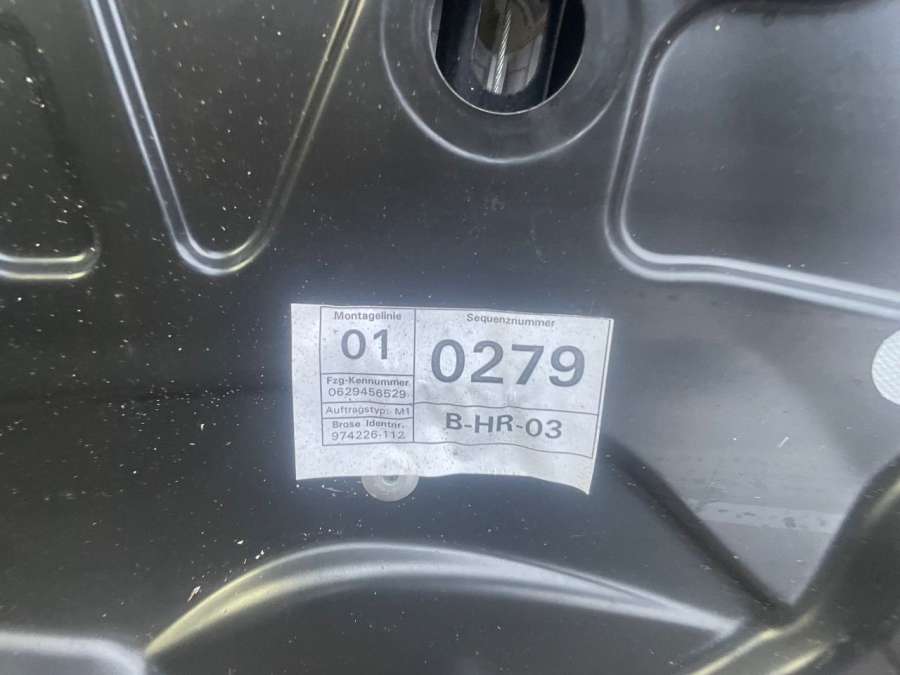 Montagelinie
01
Sequenznummer
0279
Fzg-Kennummer
0629456529
Auftragstyp: M1
Brose Identnr.
974226-112
B-HR-03